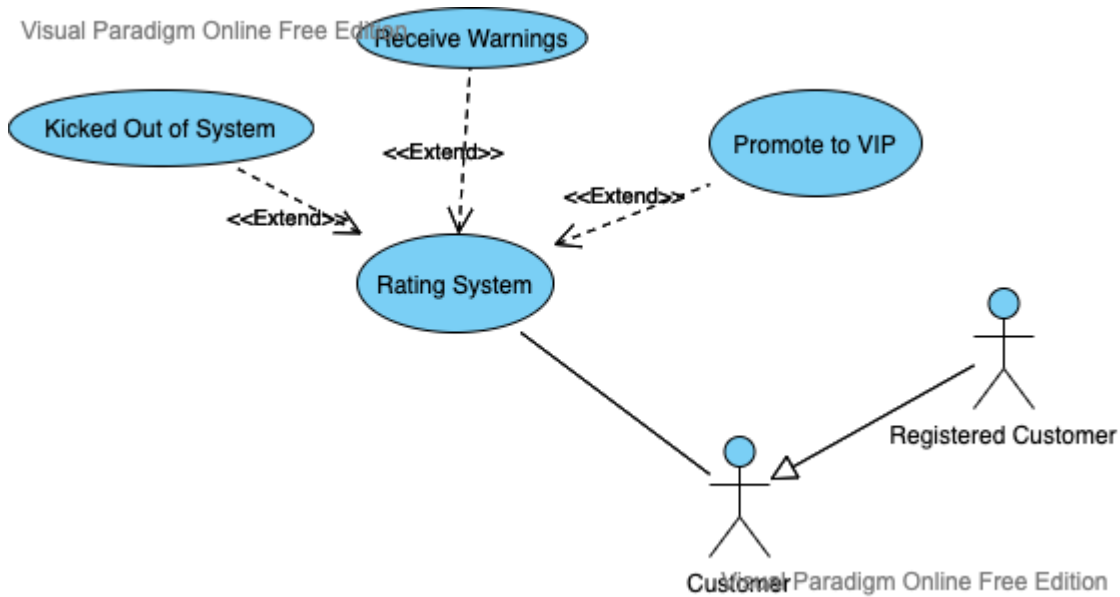 Visual Paradigm Online Free Edition
Receive Warnings
Kicked Out of System
Promote to VIP
<<Extend>>
<<Extend>>
<<Extend>>
Rating System
Registered Customer
Customer
Visual Paradigm Online Free Edition